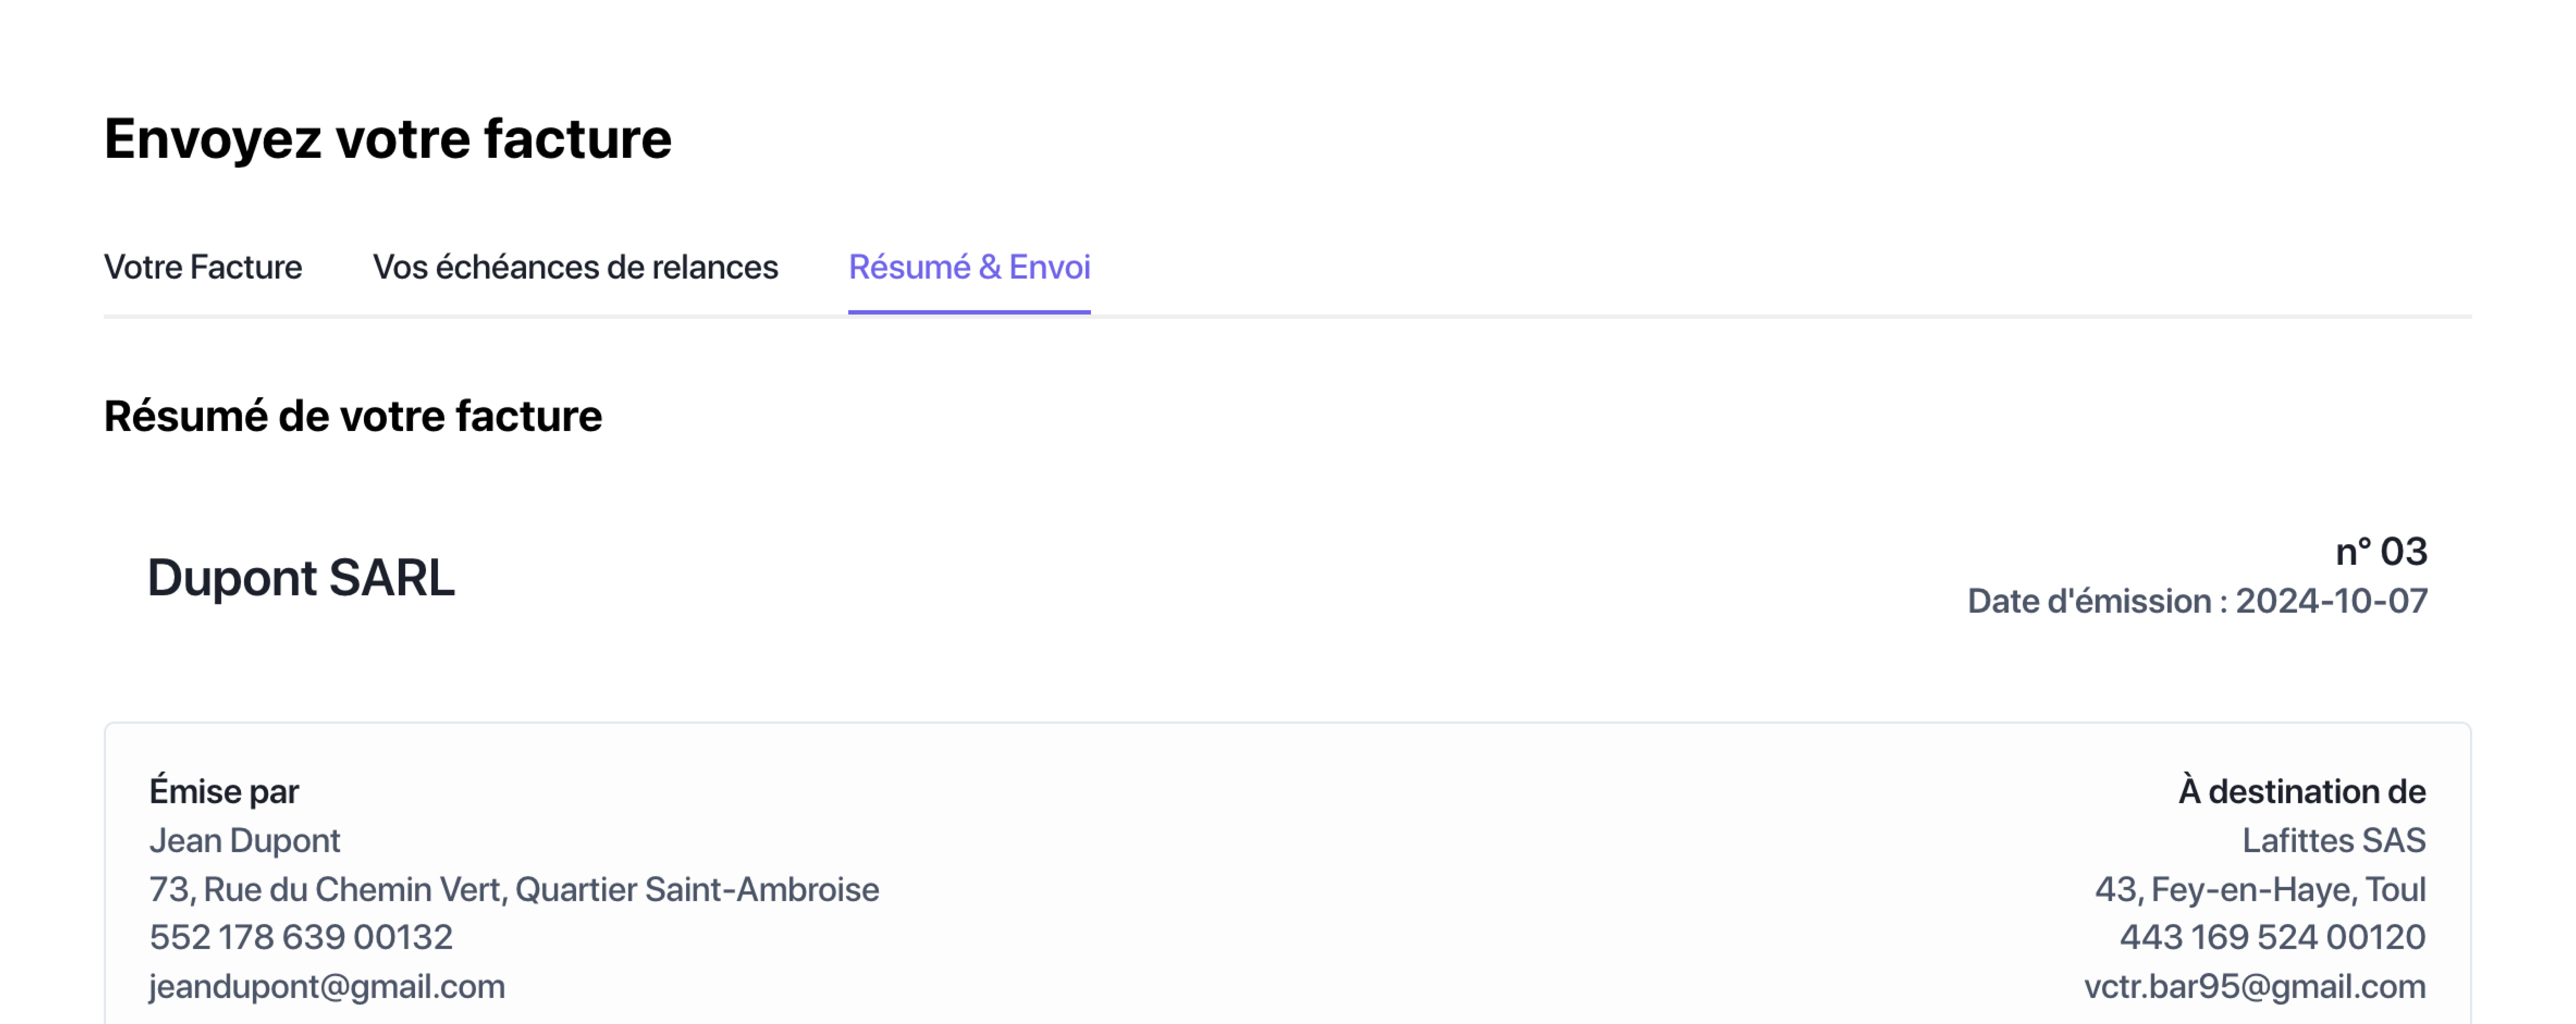 Envoyez votre facture
Votre Facture
Vos échéances de relances
Résumé & Envoi
Résumé de votre facture
Dupont SARL
n° 03
Date d'émission : 2024-10-07
Émise par
Jean Dupont
73, Rue du Chemin Vert, Quartier Saint-Ambroise
552 178 639 00132
jeandupont@gmail.com
À destination de
Lafittes SAS
43, Fey-en-Haye, Toul
443 169 524 00120
vctr.bar95@gmail.com